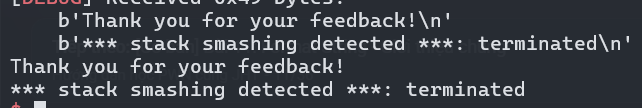 [DEBUG] Received 0x49 bytes:
b'Thank you for your feedback!\n'
b'*** stack smashing detected ***: terminated\n'
Thank you for your feedback!
*** stack smashing detected ***: terminated
$